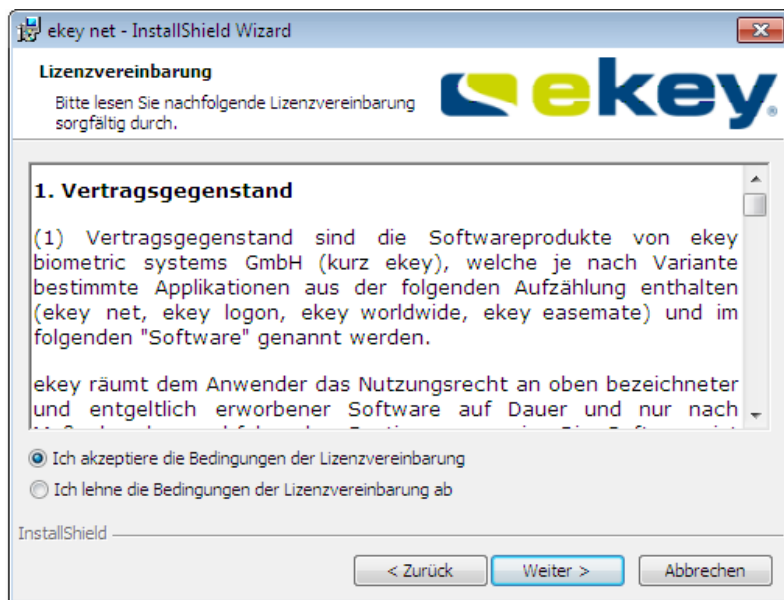 ekey net - InstallShield Wizard
Lizenzvereinbarung
Bitte lesen Sie nachfolgende Lizenzvereinbarung
sorgfältig durch.
ekey®
1. Vertragsgegenstand
(1) Vertragsgegenstand sind die Softwareprodukte von ekey
biometric systems GmbH (kurz ekey), welche je nach Variante
bestimmte Applikationen aus der folgenden Aufzählung enthalten
(ekey net, ekey logon, ekey worldwide, ekey easemate) und im
folgenden "Software" genannt werden.
ekey räumt dem Anwender das Nutzungsrecht an oben bezeichneter
und entgeltlich erworbener Software auf Dauer und nur nach
Ich akzeptiere die Bedingungen der Lizenzvereinbarung
Ich lehne die Bedingungen der Lizenzvereinbarung ab
InstallShield
< Zurück
Weiter >
Abbrechen